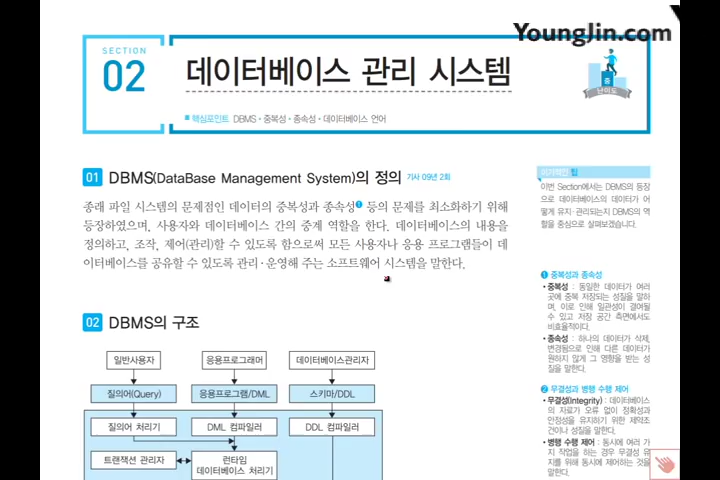 YoungJin.com
SECTION
02
데이터베이스 관리 시스템
중
난이도
핵심포인트 DBMS • 중복성 • 종속성 • 데이터베이스 언어
01 DBMS(DataBase Management System)의 정의 기사 09년 2회
종래 파일 시스템의 문제점인 데이터의 중복성과 종속성❶ 등의 문제를 최소화하기 위해
등장하였으며, 사용자와 데이터베이스 간의 중계 역할을 한다. 데이터베이스의 내용을
정의하고, 조작, 제어(관리)할 수 있도록 함으로써 모든 사용자나 응용 프로그램들이 데
이터베이스를 공유할 수 있도록 관리·운영해 주는 소프트웨어 시스템을 말한다.
02 DBMS의 구조
일반사용자
응용프로그래머
데이터베이스관리자
질의어(Query)
응용프로그램/DML
스키마/DDL
질의어 처리기
DML 컴파일러
DDL 컴파일러
트랜잭션 관리자
런타임
데이터베이스 처리기
이기적인 팁
이번 Section에서는 DBMS의 등장
으로 데이터베이스의 데이터가 어
떻게 유지·관리되는지 DBMS의 역
할을 중심으로 살펴보겠습니다.
❶ 중복성과 종속성
• 중복성 : 동일한 데이터가 여러
곳에 중복 저장되는 성질을 말하
며, 이로 인해 일관성이 결여될
수 있고 저장 공간 측면에서도
비효율적이다.
• 종속성 : 하나의 데이터가 삭제,
변경됨으로 인해 다른 데이터가
원하지 않게 그 영향을 받는 성
질을 말한다.
❷ 무결성과 병행 수행 제어
• 무결성(Integrity) : 데이터베이스
의 자료가 오류 없이 정확성과
안정성을 유지하기 위한 제약조
건이나 성질을 말한다.
• 병행 수행 제어 : 동시에 여러 가
지 작업을 하는 경우 무결성 유
지를 위해 동시에 제어하는 것을
말한다.